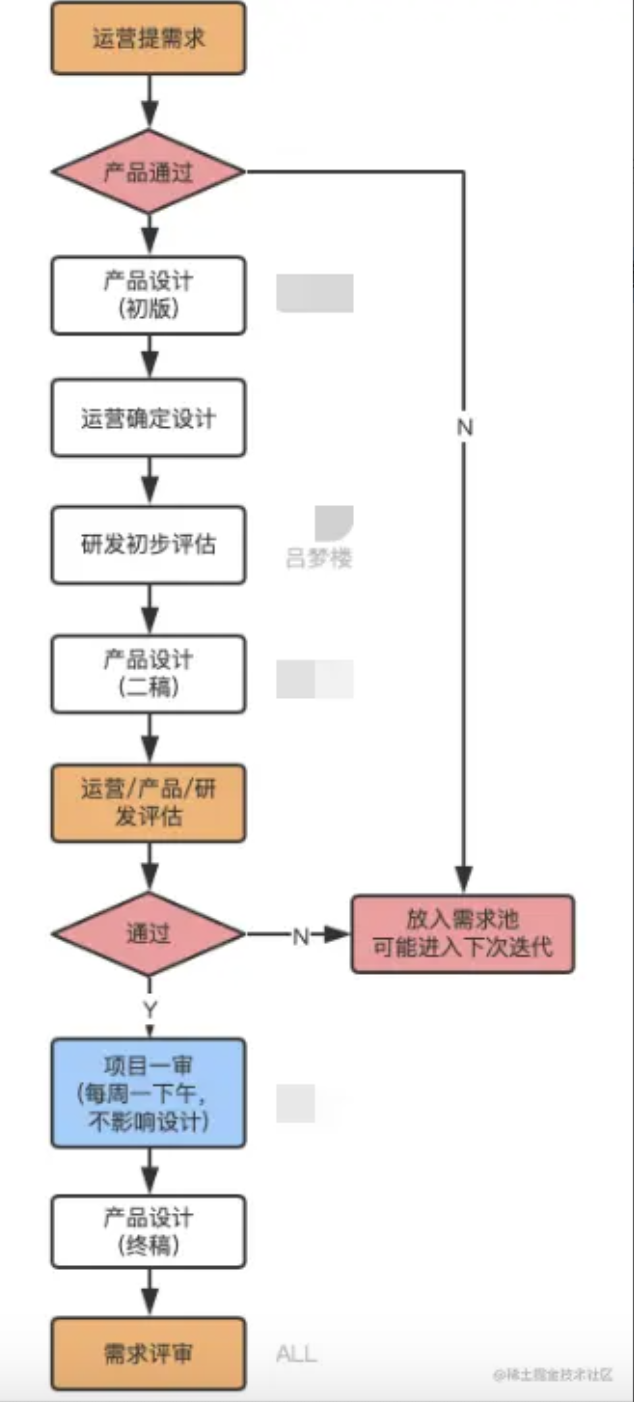 运营提需求
产品通过
产品设计
(初版)
运营确定设计
N
研发初步评估
吕梦楼
产品设计
(二稿)
运营/产品/研
发评估
通过
N
放入需求池
可能进入下次迭代
Y
项目一审
(每周一下午，
不影响设计)
产品设计
(终稿)
需求评审
ALL
@稀土掘金技术社区